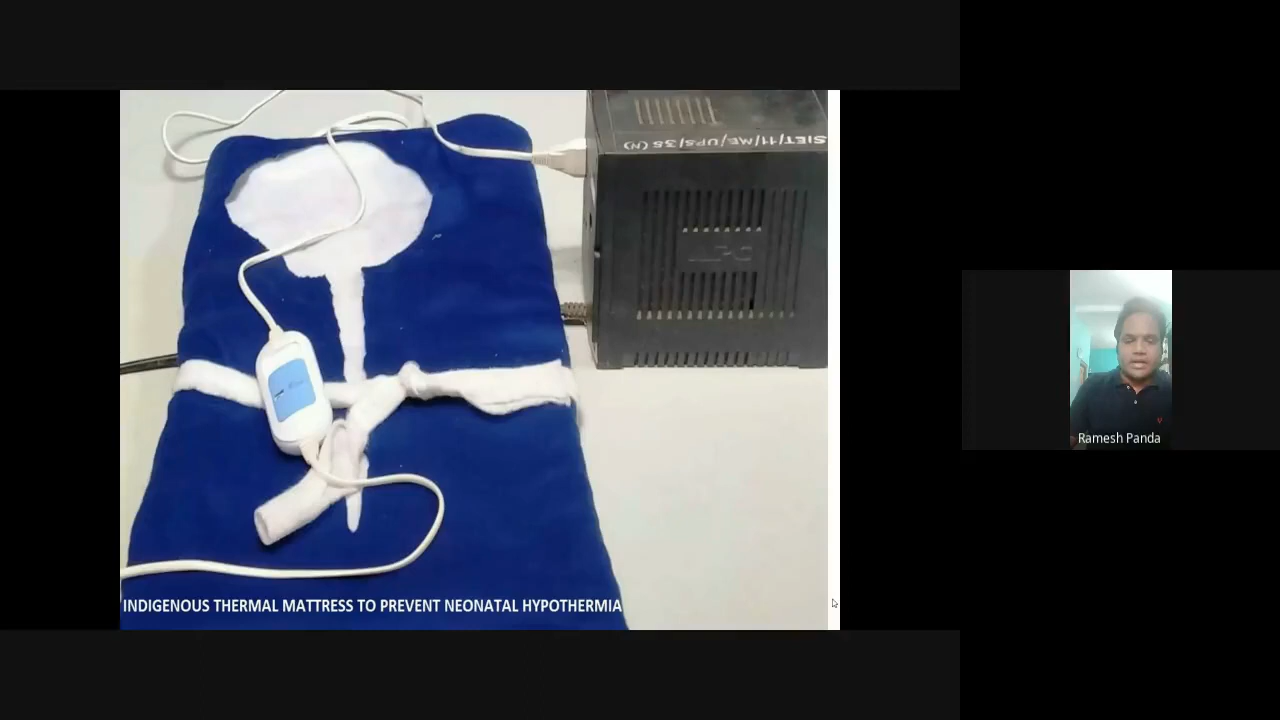 SIET/11/ME/UPS/35 (N)
INDIGENOUS THERMAL MATTRESS TO PREVENT NEONATAL HYPOTHERMIA
Ramesh Panda